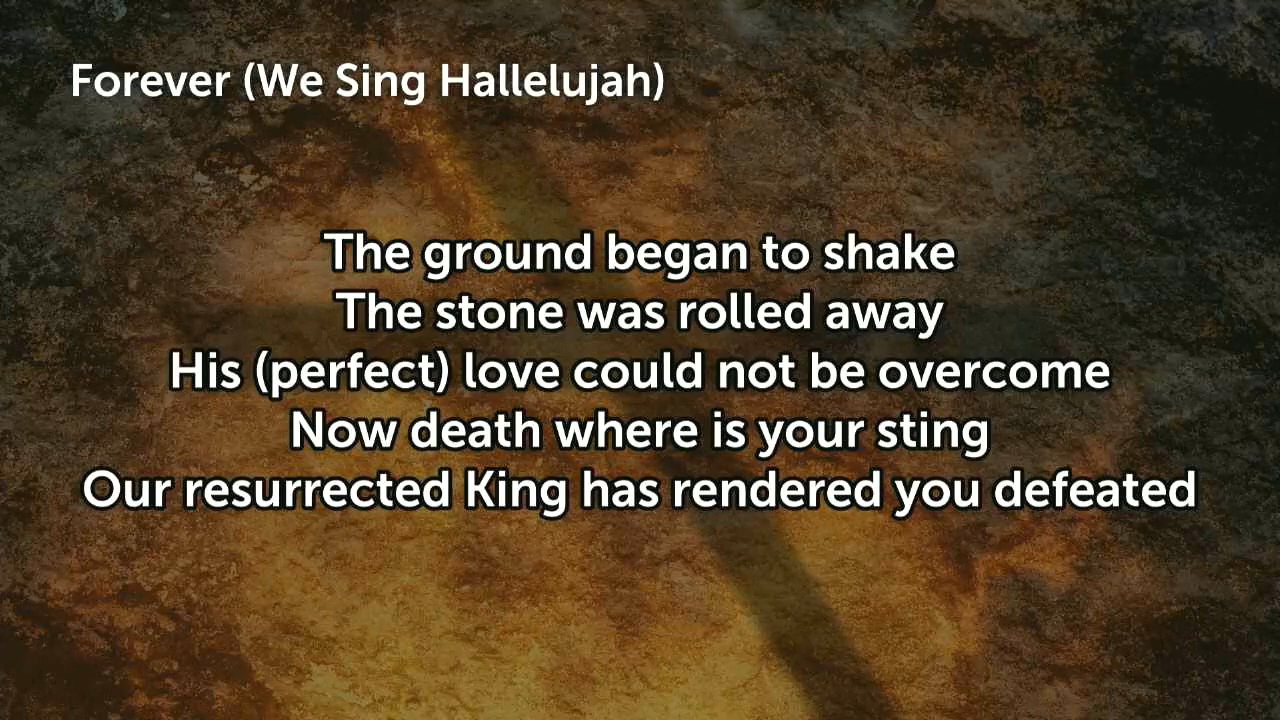 Forever (We Sing Hallelujah)
The ground began to shake
The stone was rolled away
His (perfect) love could not be overcome
Now death where is your sting
Our resurrected King has rendered you defeated